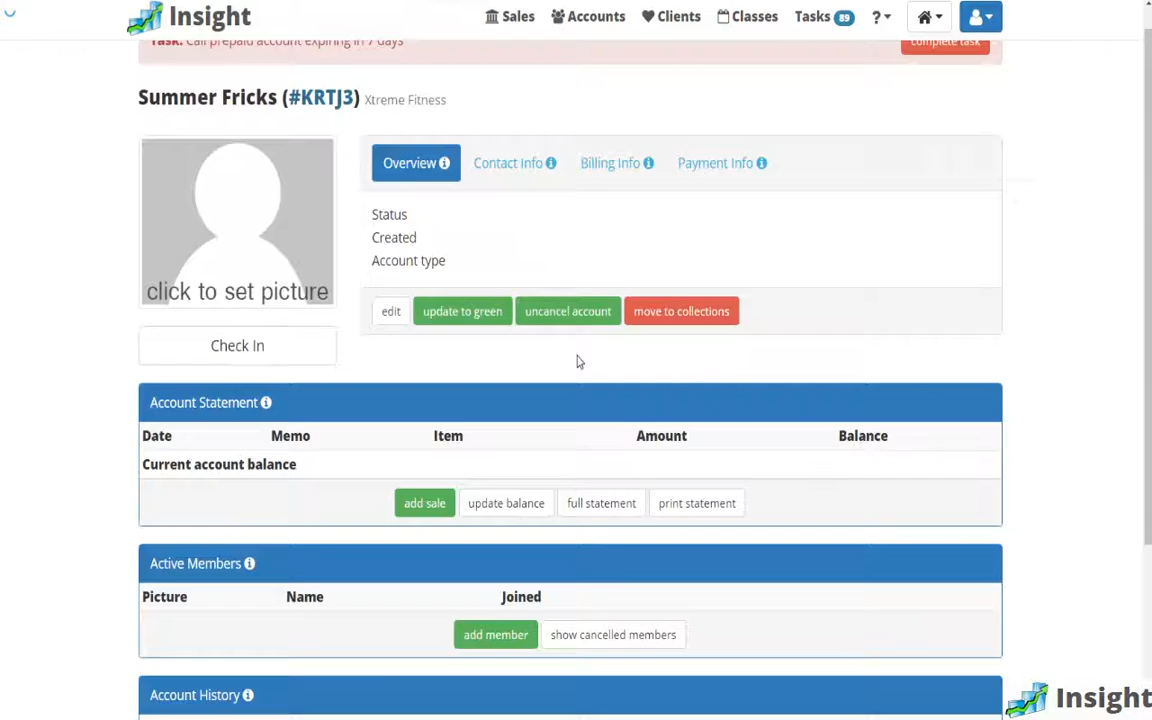 Insight
Sales Accounts Clients Classes Tasks 89 ?
Task: Call prepaid account expiring in 7 days
complete task
Summer Fricks (#KRTJ3) Xtreme Fitness
click to set picture
Check In
Overview Contact Info Billing Info Payment Info
Status
Created
Account type
edit update to green uncancel account move to collections
Account Statement
Date Memo Item Amount Balance
Current account balance
add sale update balance full statement print statement
Active Members
Picture Name Joined
add member show cancelled members
Account History
Insight